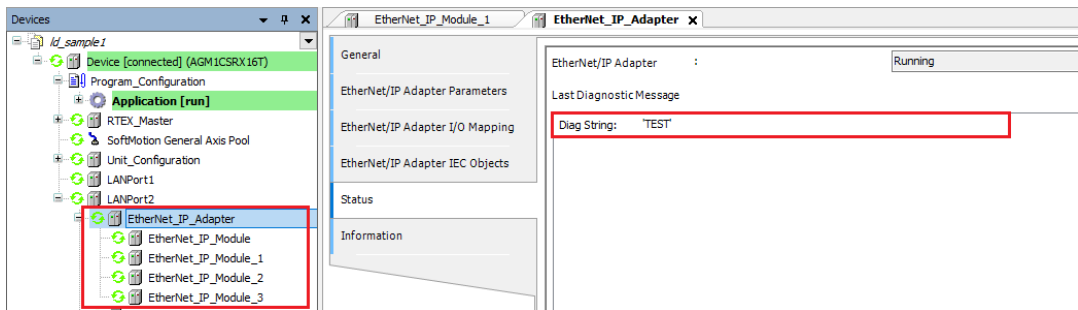 Devices
ld_sample1
Device [connected] (AGM1CSRX16T)
Program_Configuration
Application [run]
RTEX_Master
SoftMotion General Axis Pool
Unit_Configuration
LANPort1
LANPort2
EtherNet_IP_Adapter
EtherNet_IP_Module
EtherNet_IP_Module_1
EtherNet_IP_Module_2
EtherNet_IP_Module_3
EtherNet_IP_Module_1
EtherNet_IP_Adapter
General
EtherNet/IP Adapter Parameters
EtherNet/IP Adapter I/O Mapping
EtherNet/IP Adapter IEC Objects
Status
Information
EtherNet/IP Adapter : Running
Last Diagnostic Message
Diag String: 'TEST'